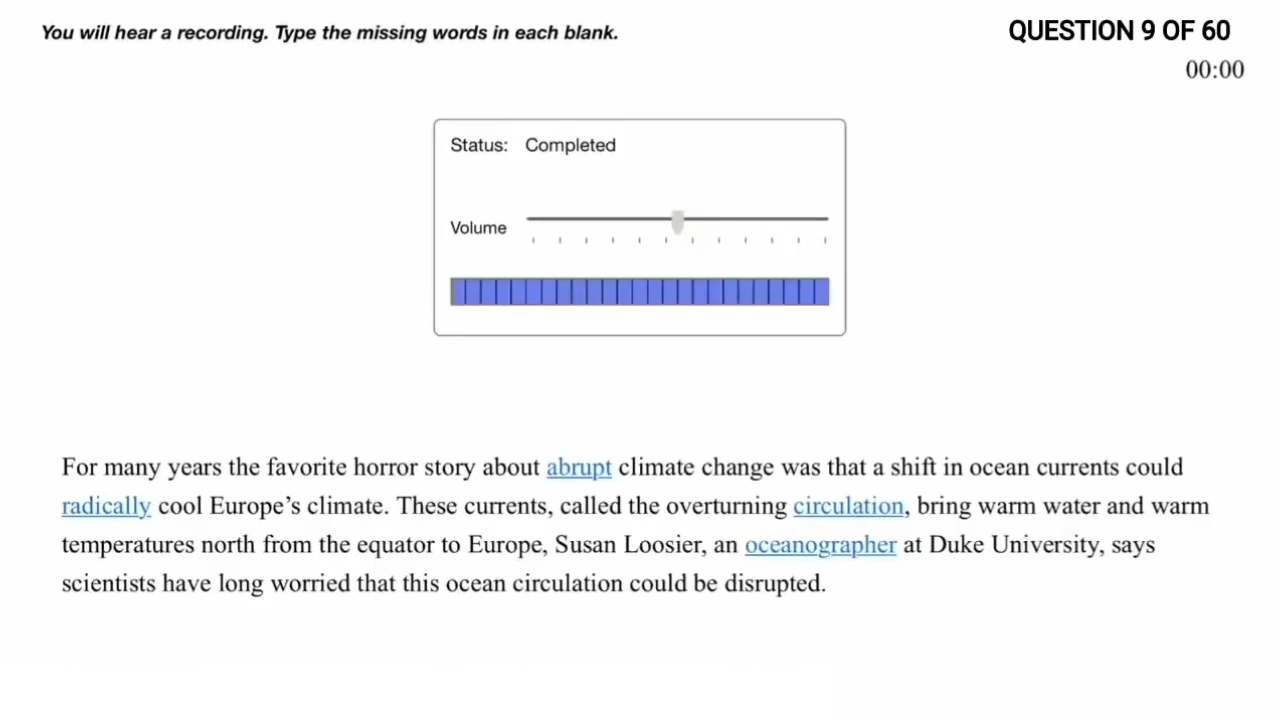 You will hear a recording. Type the missing words in each blank.
QUESTION 9 OF 60
00:00
Status: Completed
Volume
For many years the favorite horror story about abrupt climate change was that a shift in ocean currents could
radically cool Europe’s climate. These currents, called the overturning circulation, bring warm water and warm
temperatures north from the equator to Europe, Susan Loosier, an oceanographer at Duke University, says
scientists have long worried that this ocean circulation could be disrupted.